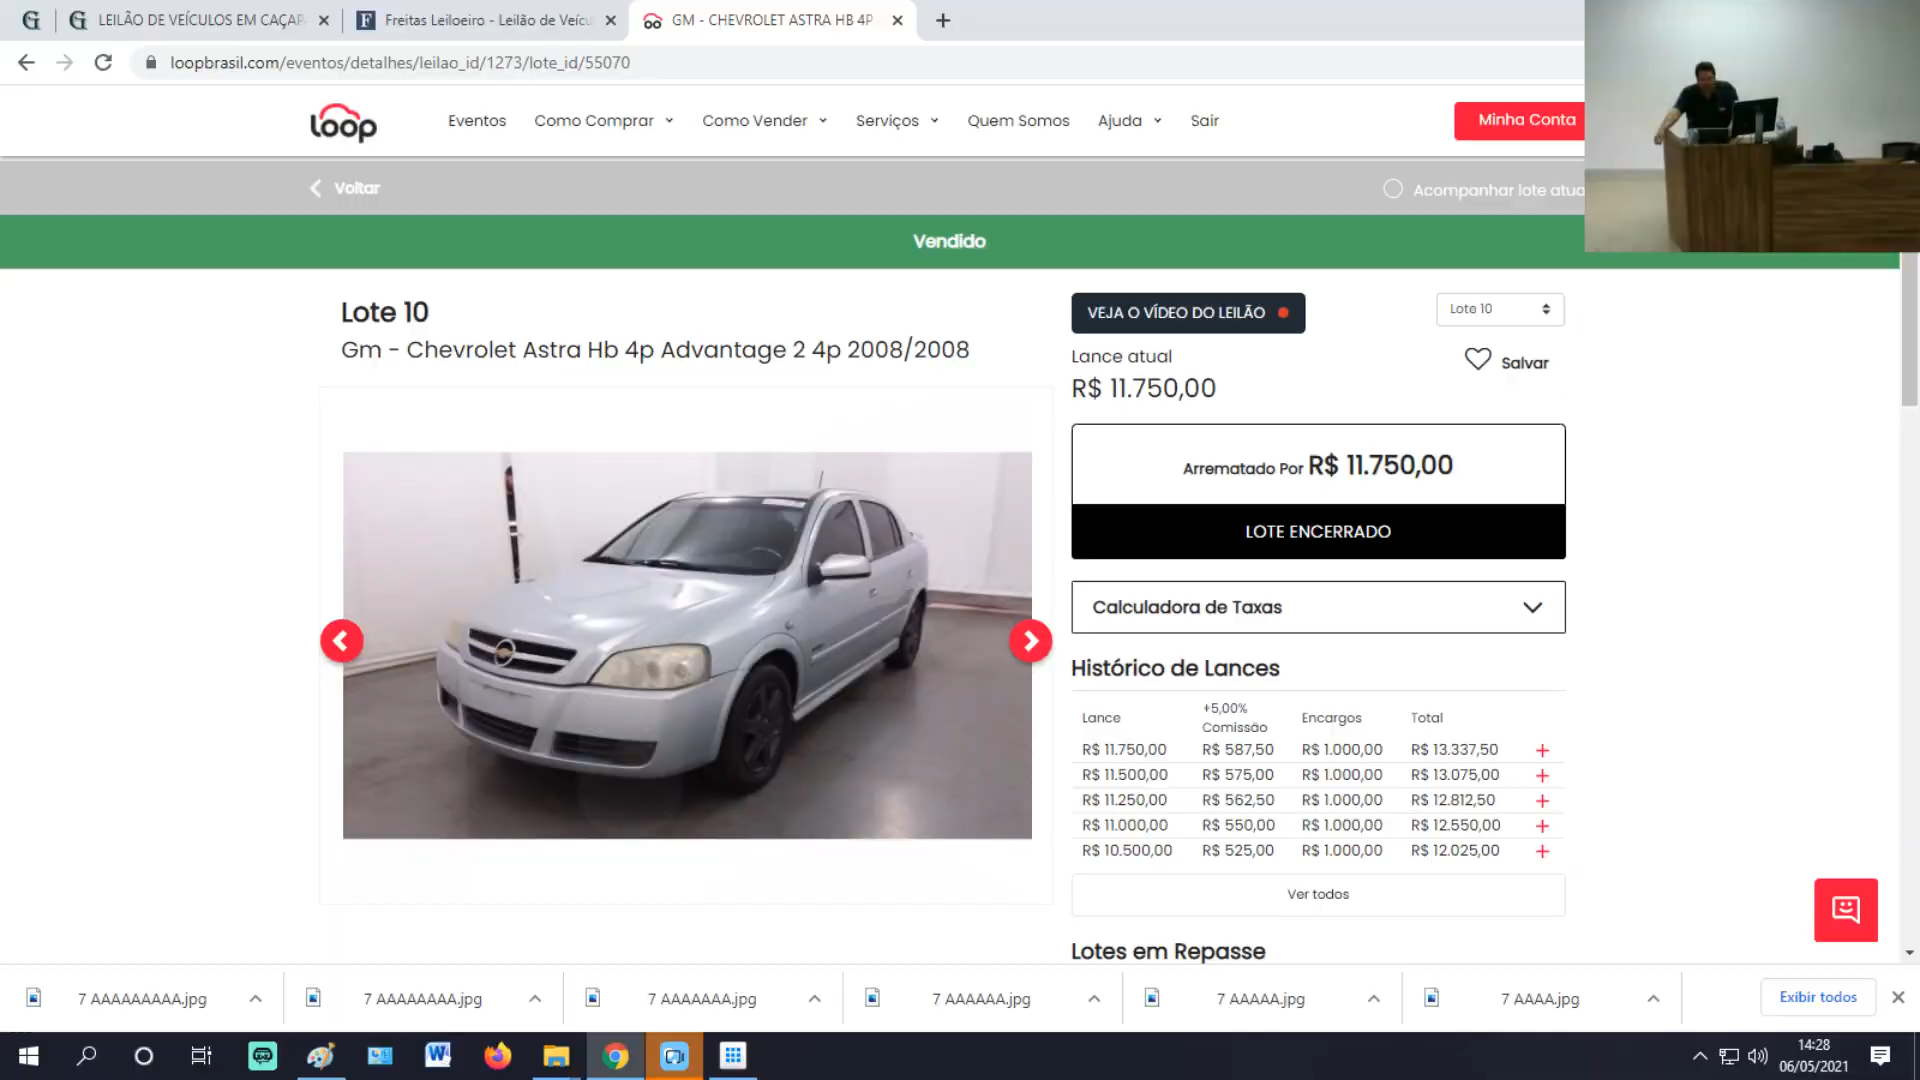 LEILÃO DE VEÍCULOS EM CAÇAP
Freitas Leiloeiro - Leilão de Veícu
GM - CHEVROLET ASTRA HB 4P
loopbrasil.com/eventos/detalhes/leilao_id/1273/lote_id/55070
loop
Eventos
Como Comprar
Como Vender
Serviços
Quem Somos
Ajuda
Sair
Minha Conta
Voltar
Acompanhar lote atua
Vendido
Lote 10
Gm - Chevrolet Astra Hb 4p Advantage 2 4p 2008/2008
VEJA O VÍDEO DO LEILÃO
Lote 10
Lance atual
R$ 11.750,00
Salvar
Arrematado Por R$ 11.750,00
LOTE ENCERRADO
Calculadora de Taxas
Histórico de Lances
Lance +5,00% Comissão Encargos Total
R$ 11.750,00 R$ 587,50 R$ 1.000,00 R$ 13.337,50 +
R$ 11.500,00 R$ 575,00 R$ 1.000,00 R$ 13.075,00 +
R$ 11.250,00 R$ 562,50 R$ 1.000,00 R$ 12.812,50 +
R$ 11.000,00 R$ 550,00 R$ 1.000,00 R$ 12.550,00 +
R$ 10.500,00 R$ 525,00 R$ 1.000,00 R$ 12.025,00 +
Ver todos
Lotes em Repasse
7 AAAAAAAAA.jpg
7 AAAAAAAA.jpg
7 AAAAAAA.jpg
7 AAAAAA.jpg
7 AAAAA.jpg
7 AAAA.jpg
Exibir todos
14:28
06/05/2021